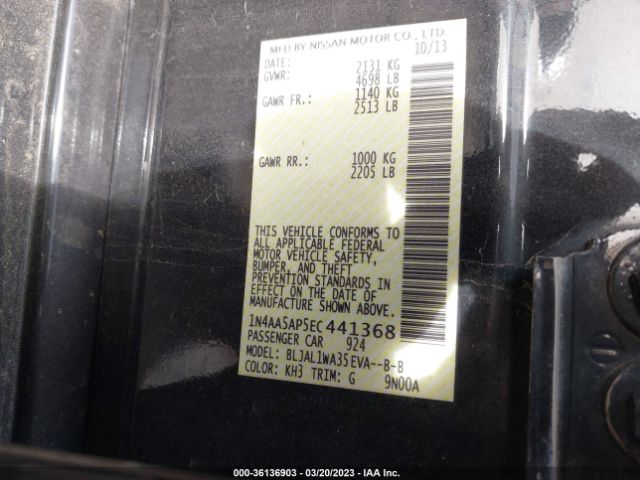 MFD BY NISSAN MOTOR CO., LTD.
DATE: 10/13
GVWR: 2131 KG
4698 LB
GAWR FR.: 1140 KG
2513 LB
GAWR RR.: 1000 KG
2205 LB
THIS VEHICLE CONFORMS TO
ALL APPLICABLE FEDERAL
MOTOR VEHICLE SAFETY,
BUMPER, AND THEFT
PREVENTION STANDARDS IN
EFFECT ON THE DATE OF
MANUFACTURE SHOWN ABOVE.
1N4AA5AP5EC441368
PASSENGER CAR 924
MODEL: BLJAL1WA35EVA--B-B
COLOR: KH3 TRIM: G 9N00A
000-36136903 — 03/20/2023 — IAA Inc.